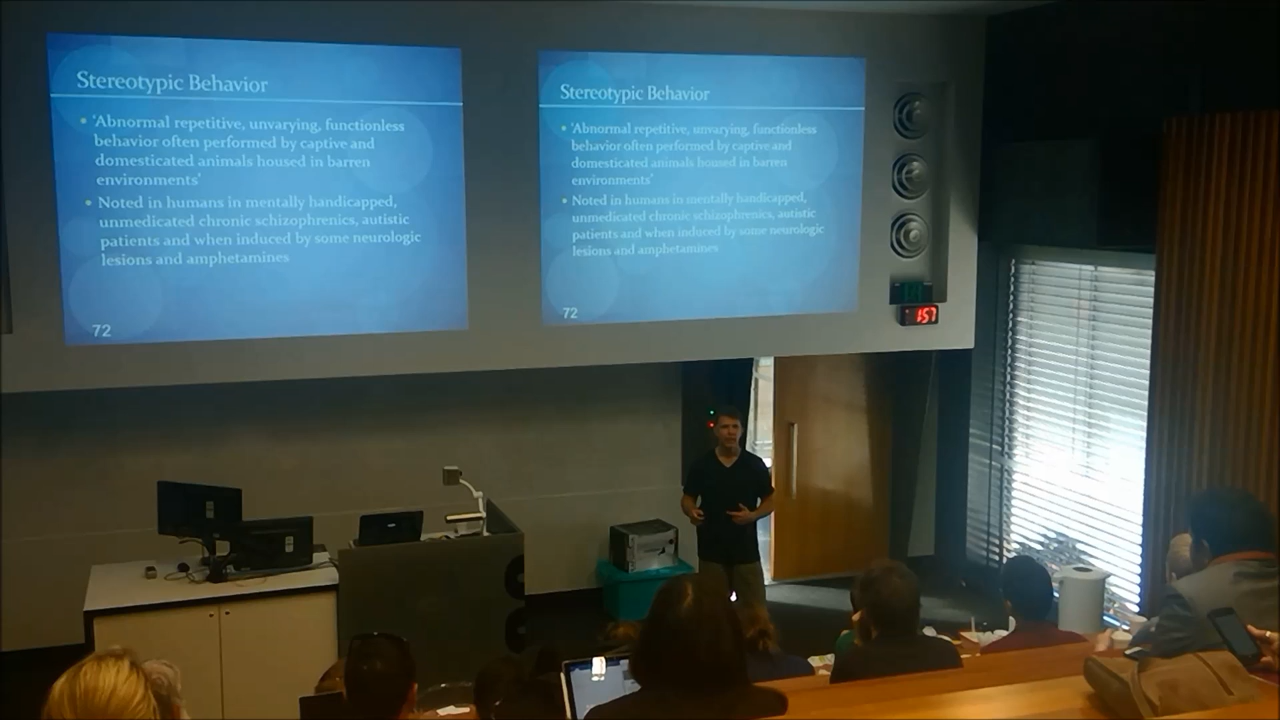 Stereotypic Behavior
• 'Abnormal repetitive, unvarying, functionless
behavior often performed by captive and
domesticated animals housed in barren
environments'
• Noted in humans in mentally handicapped,
unmedicated chronic schizophrenics, autistic
patients and when induced by some neurologic
lesions and amphetamines
72
Stereotypic Behavior
• 'Abnormal repetitive, unvarying, functionless
behavior often performed by captive and
domesticated animals housed in barren
environments'
• Noted in humans in mentally handicapped,
unmedicated chronic schizophrenics, autistic
patients and when induced by some neurologic
lesions and amphetamines
72
1:57